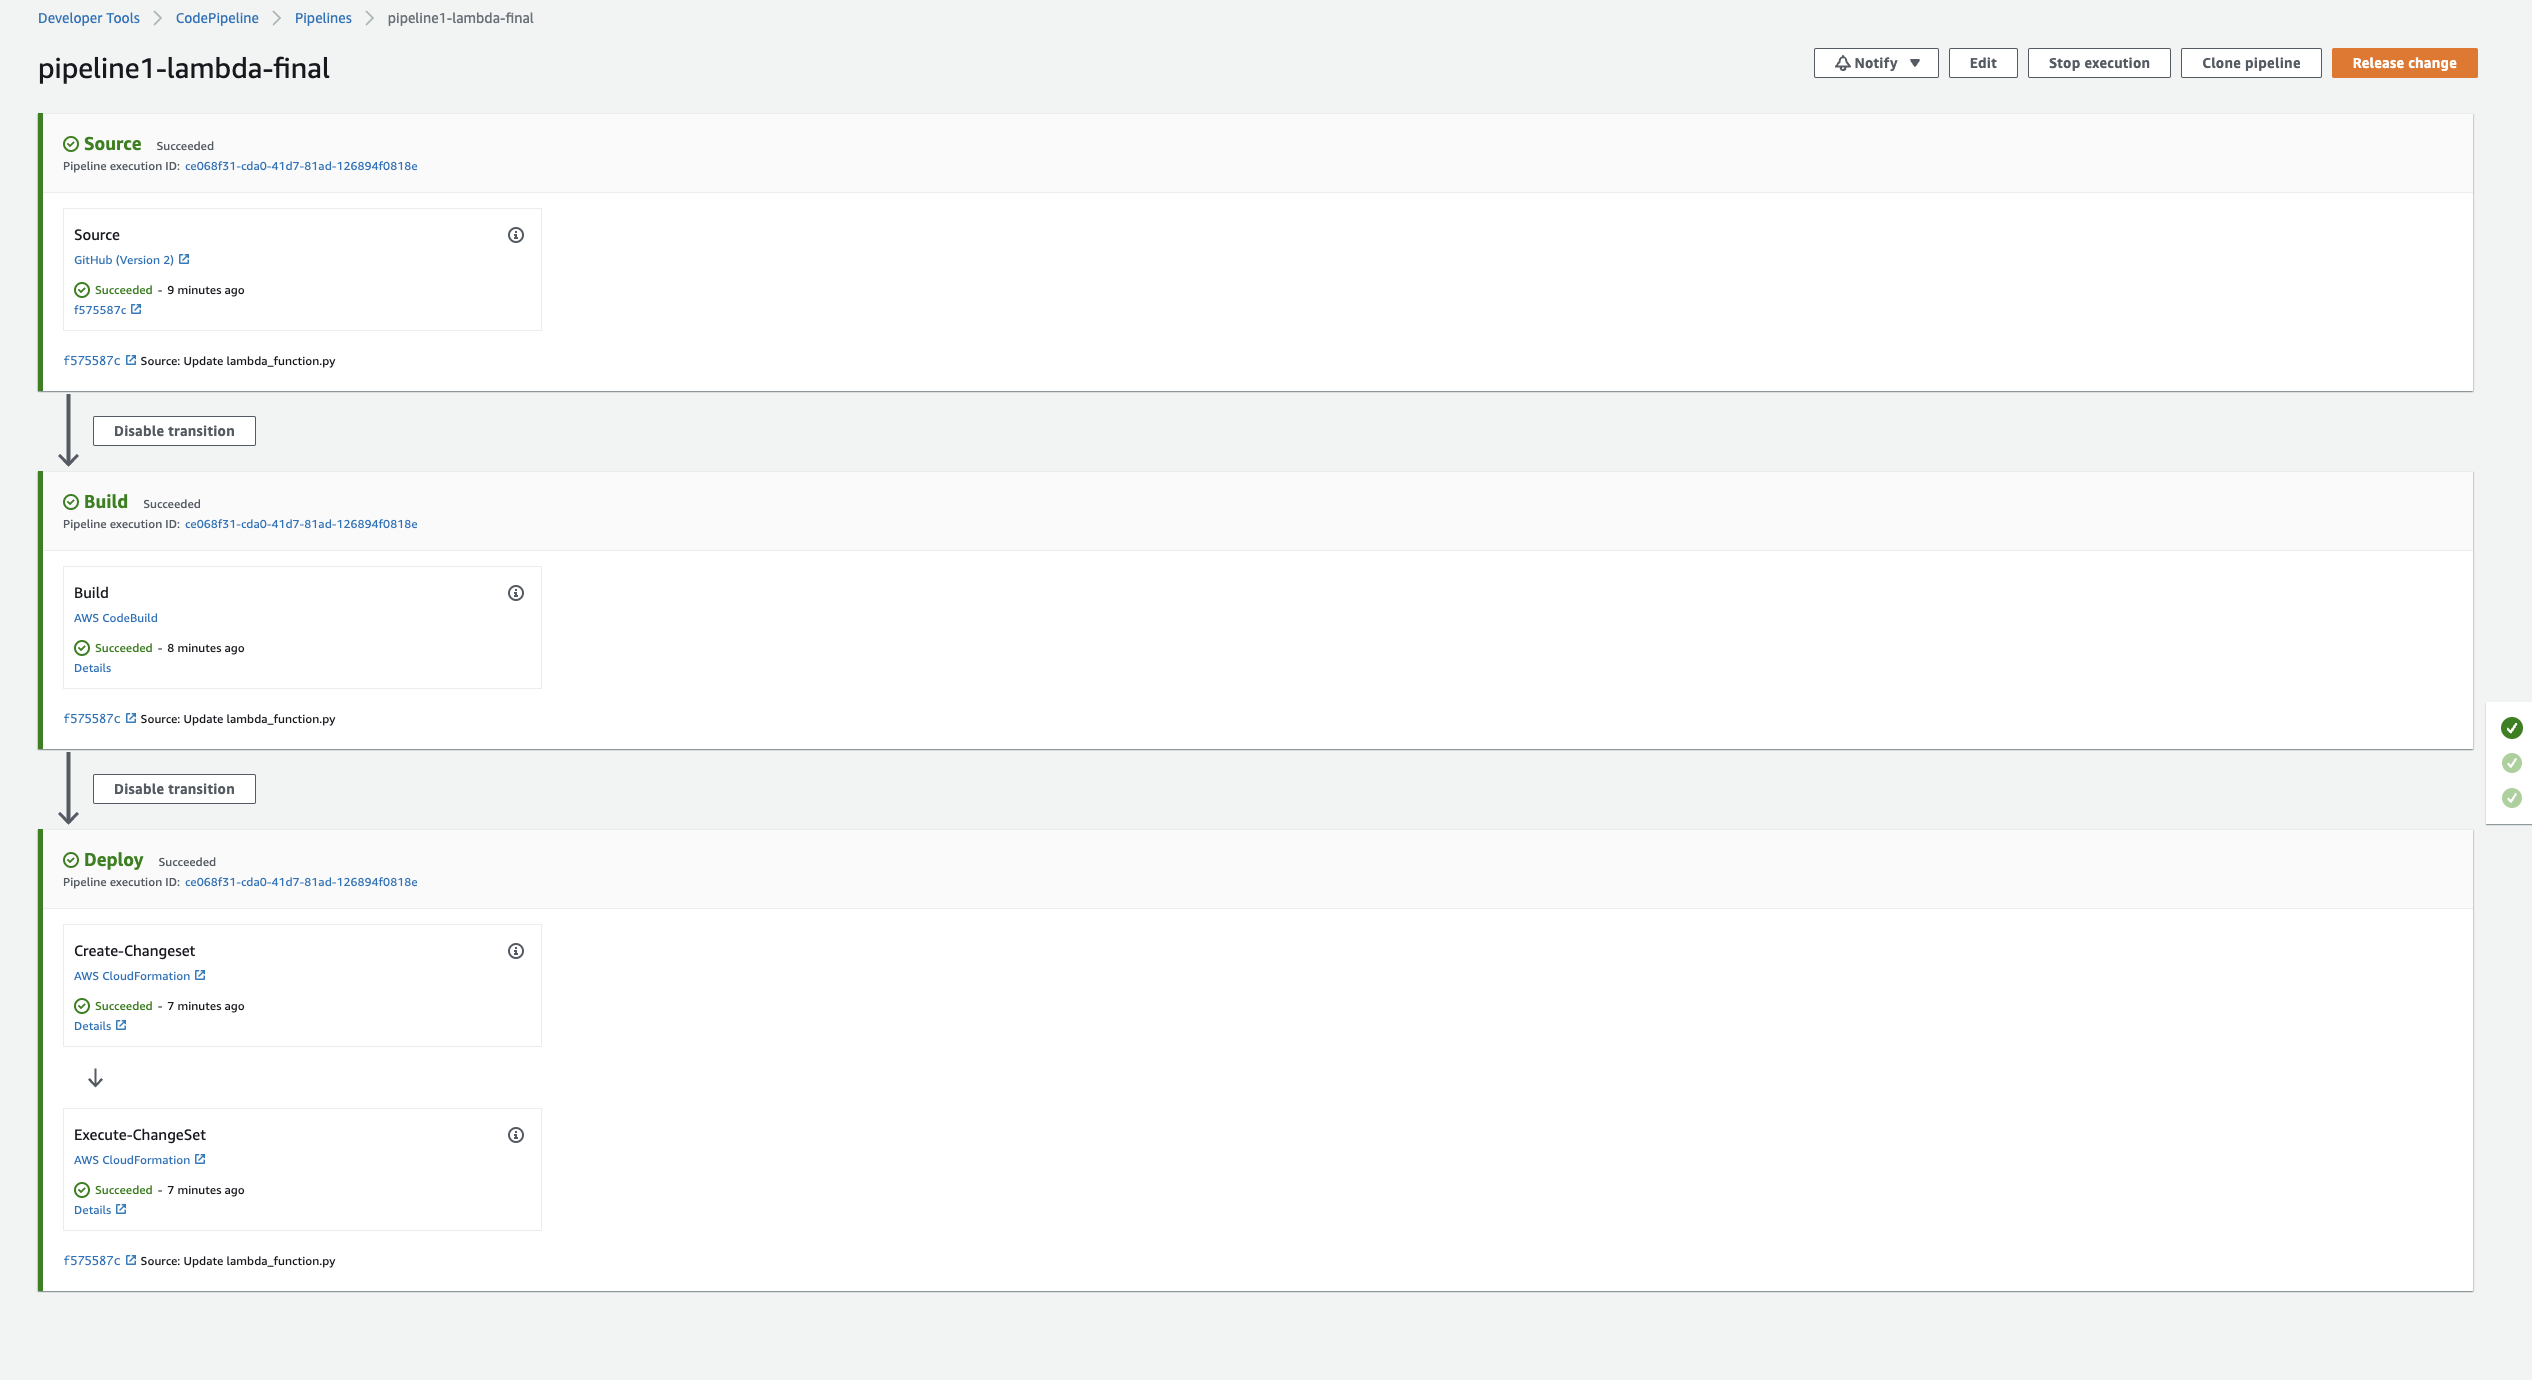 Developer Tools > CodePipeline > Pipelines > pipeline1-lambda-final
pipeline1-lambda-final
Notify ▼ Edit Stop execution Clone pipeline Release change
Source Succeeded
Pipeline execution ID: ce068f31-cda0-41d7-81ad-126894f0818e
Source
GitHub (Version 2)
Succeeded - 9 minutes ago
f575587c
f575587c Source: Update lambda_function.py
Disable transition
Build Succeeded
Pipeline execution ID: ce068f31-cda0-41d7-81ad-126894f0818e
Build
AWS CodeBuild
Succeeded - 8 minutes ago
Details
f575587c Source: Update lambda_function.py
Disable transition
Deploy Succeeded
Pipeline execution ID: ce068f31-cda0-41d7-81ad-126894f0818e
Create-Changeset
AWS CloudFormation
Succeeded - 7 minutes ago
Details
Execute-ChangeSet
AWS CloudFormation
Succeeded - 7 minutes ago
Details
f575587c Source: Update lambda_function.py